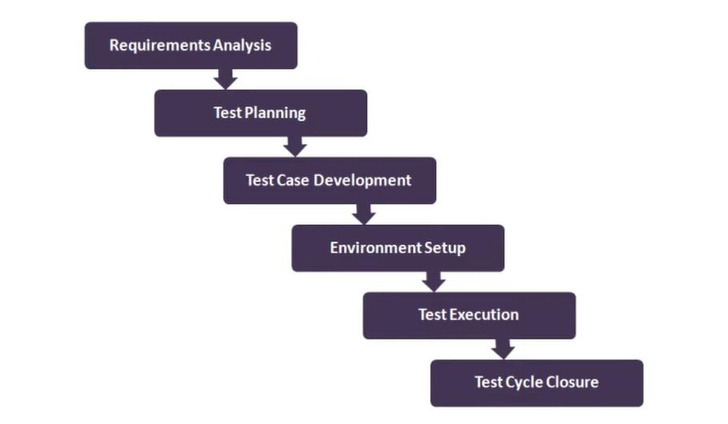 Requirements Analysis
Test Planning
Test Case Development
Environment Setup
Test Execution
Test Cycle Closure